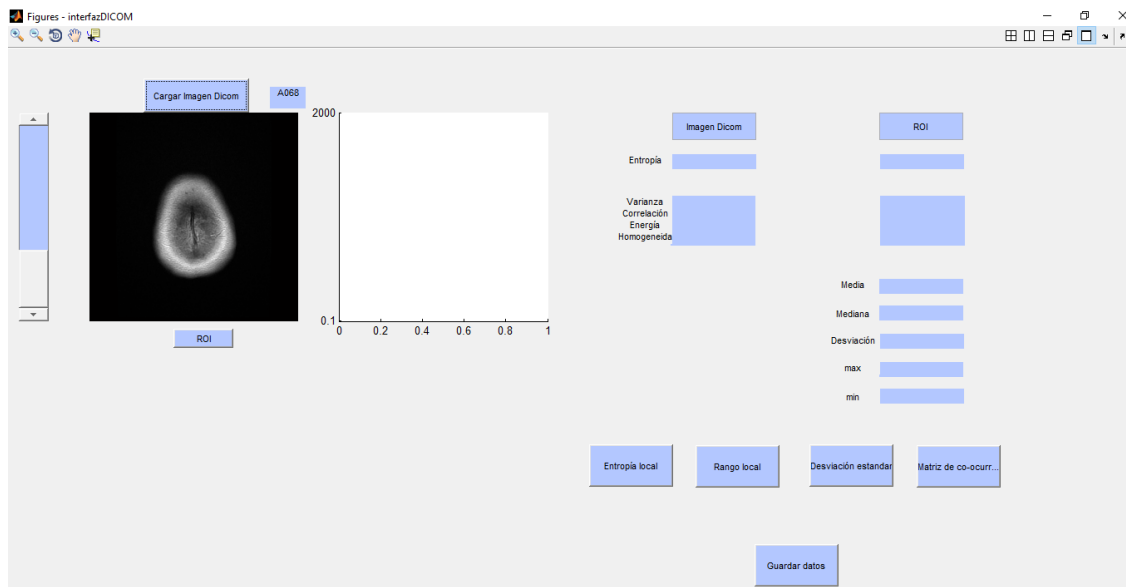 Figures - interfazDICOM
Cargar Imagen Dicom
A068
2000
0.1
0 0.2 0.4 0.6 0.8 1
ROI
Imagen Dicom
ROI
Entropía
Varianza
Correlación
Energía
Homogeneida
Media
Mediana
Desviación
max
min
Entropía local
Rango local
Desviación estandar
Matriz de co-ocurr...
Guardar datos